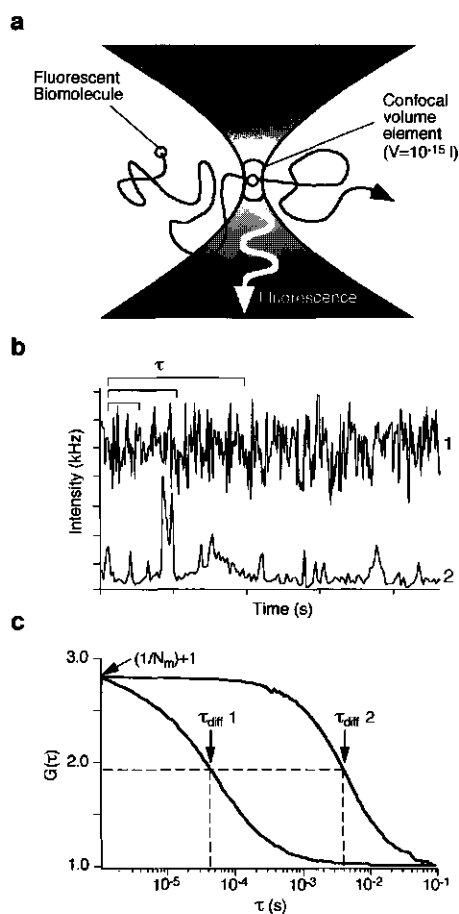 a
Fluorescent
Biomolecule
Confocal
volume
element
(V=10⁻¹⁵ l)
Fluorescence
b
τ
Intensity (kHz)
1
2
Time (s)
c
3.0
(1/Nₘ)+1
τdiff 1
τdiff 2
G(τ)
2.0
1.0
10⁻⁵
10⁻⁴
10⁻³
10⁻²
10⁻¹
τ (s)